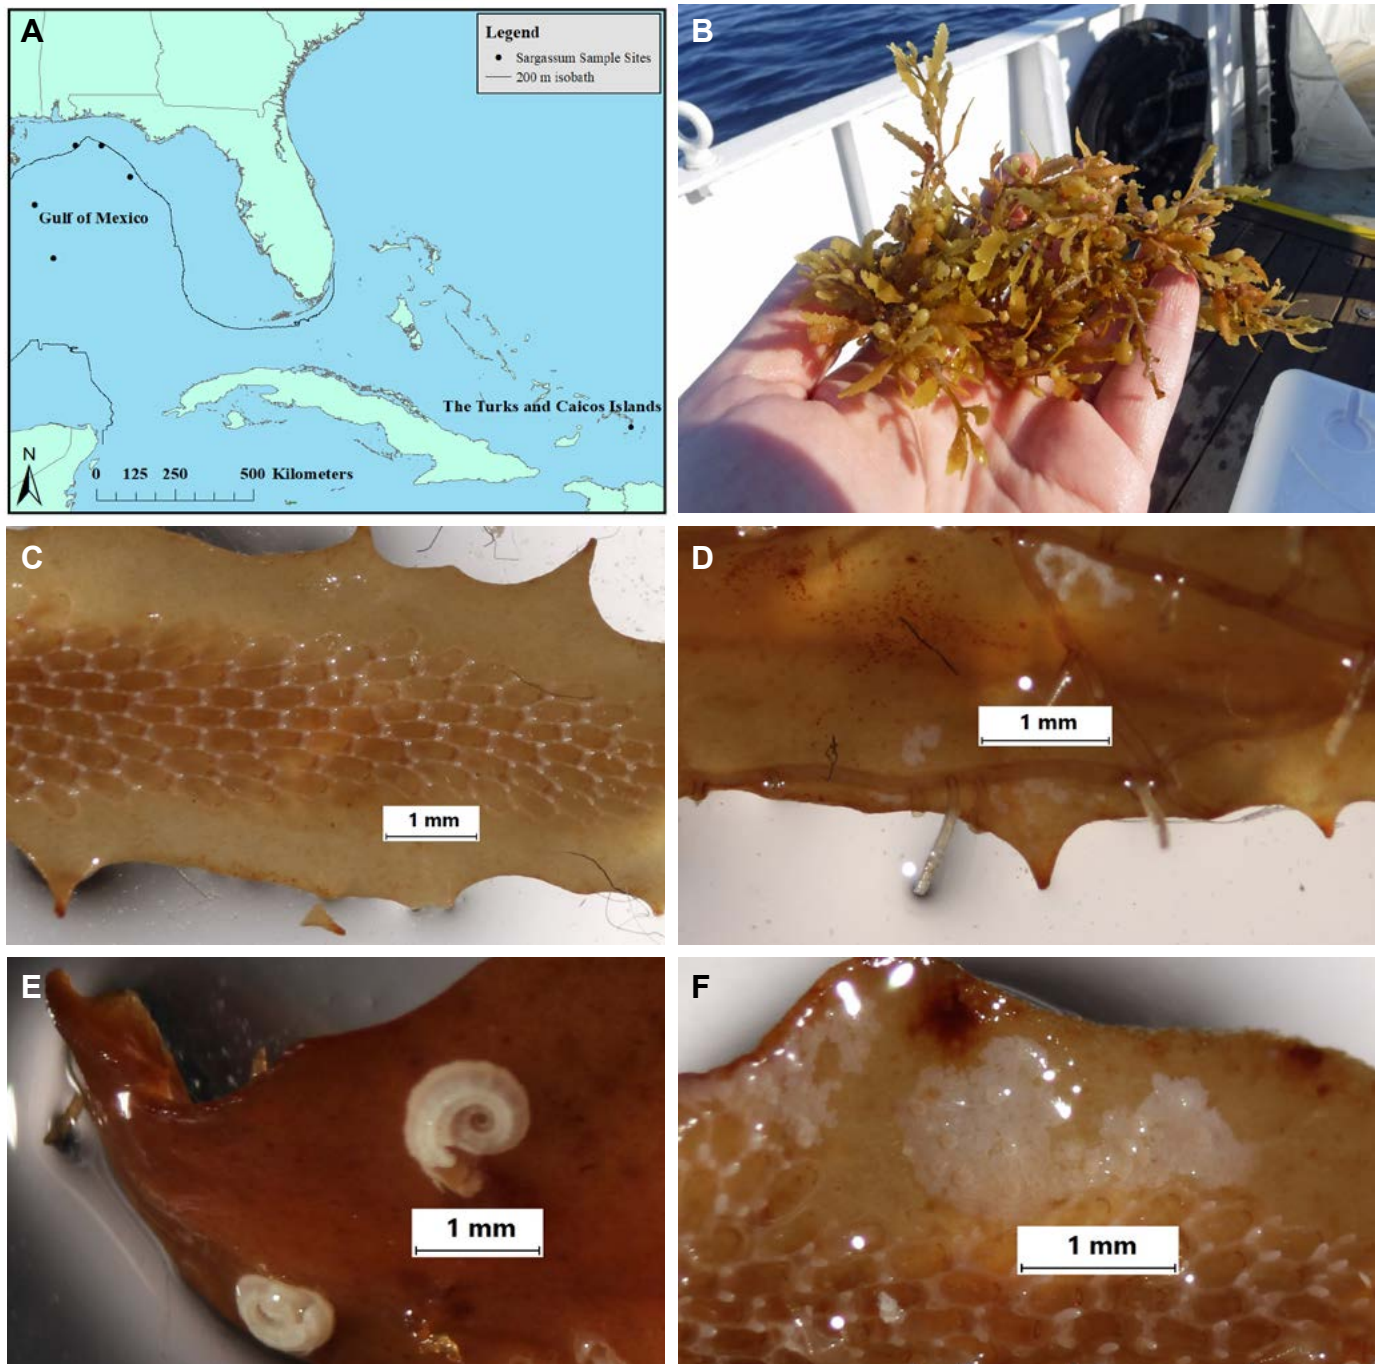 A
Legend
Sargassum Sample Sites
200 m isobath
Gulf of Mexico
The Turks and Caicos Islands
N
0 125 250 500 Kilometers
B
C
1 mm
D
1 mm
E
1 mm
F
1 mm